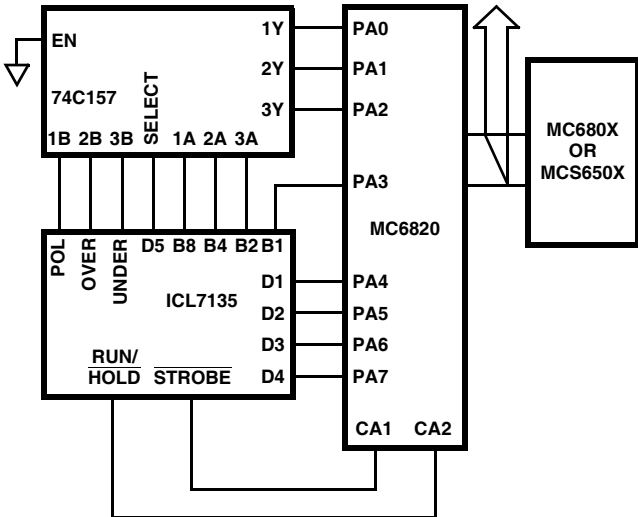 EN
1Y
PA0
2Y
PA1
74C157
SELECT
3Y
PA2
1B 2B 3B 1A 2A 3A
MC680X
OR
MCS650X
PA3
MC6820
POL
OVER
UNDER
D5 B8 B4 B2 B1
D1
PA4
ICL7135
D2
PA5
D3
PA6
RUN/
HOLD STROBE
D4
PA7
CA1 CA2